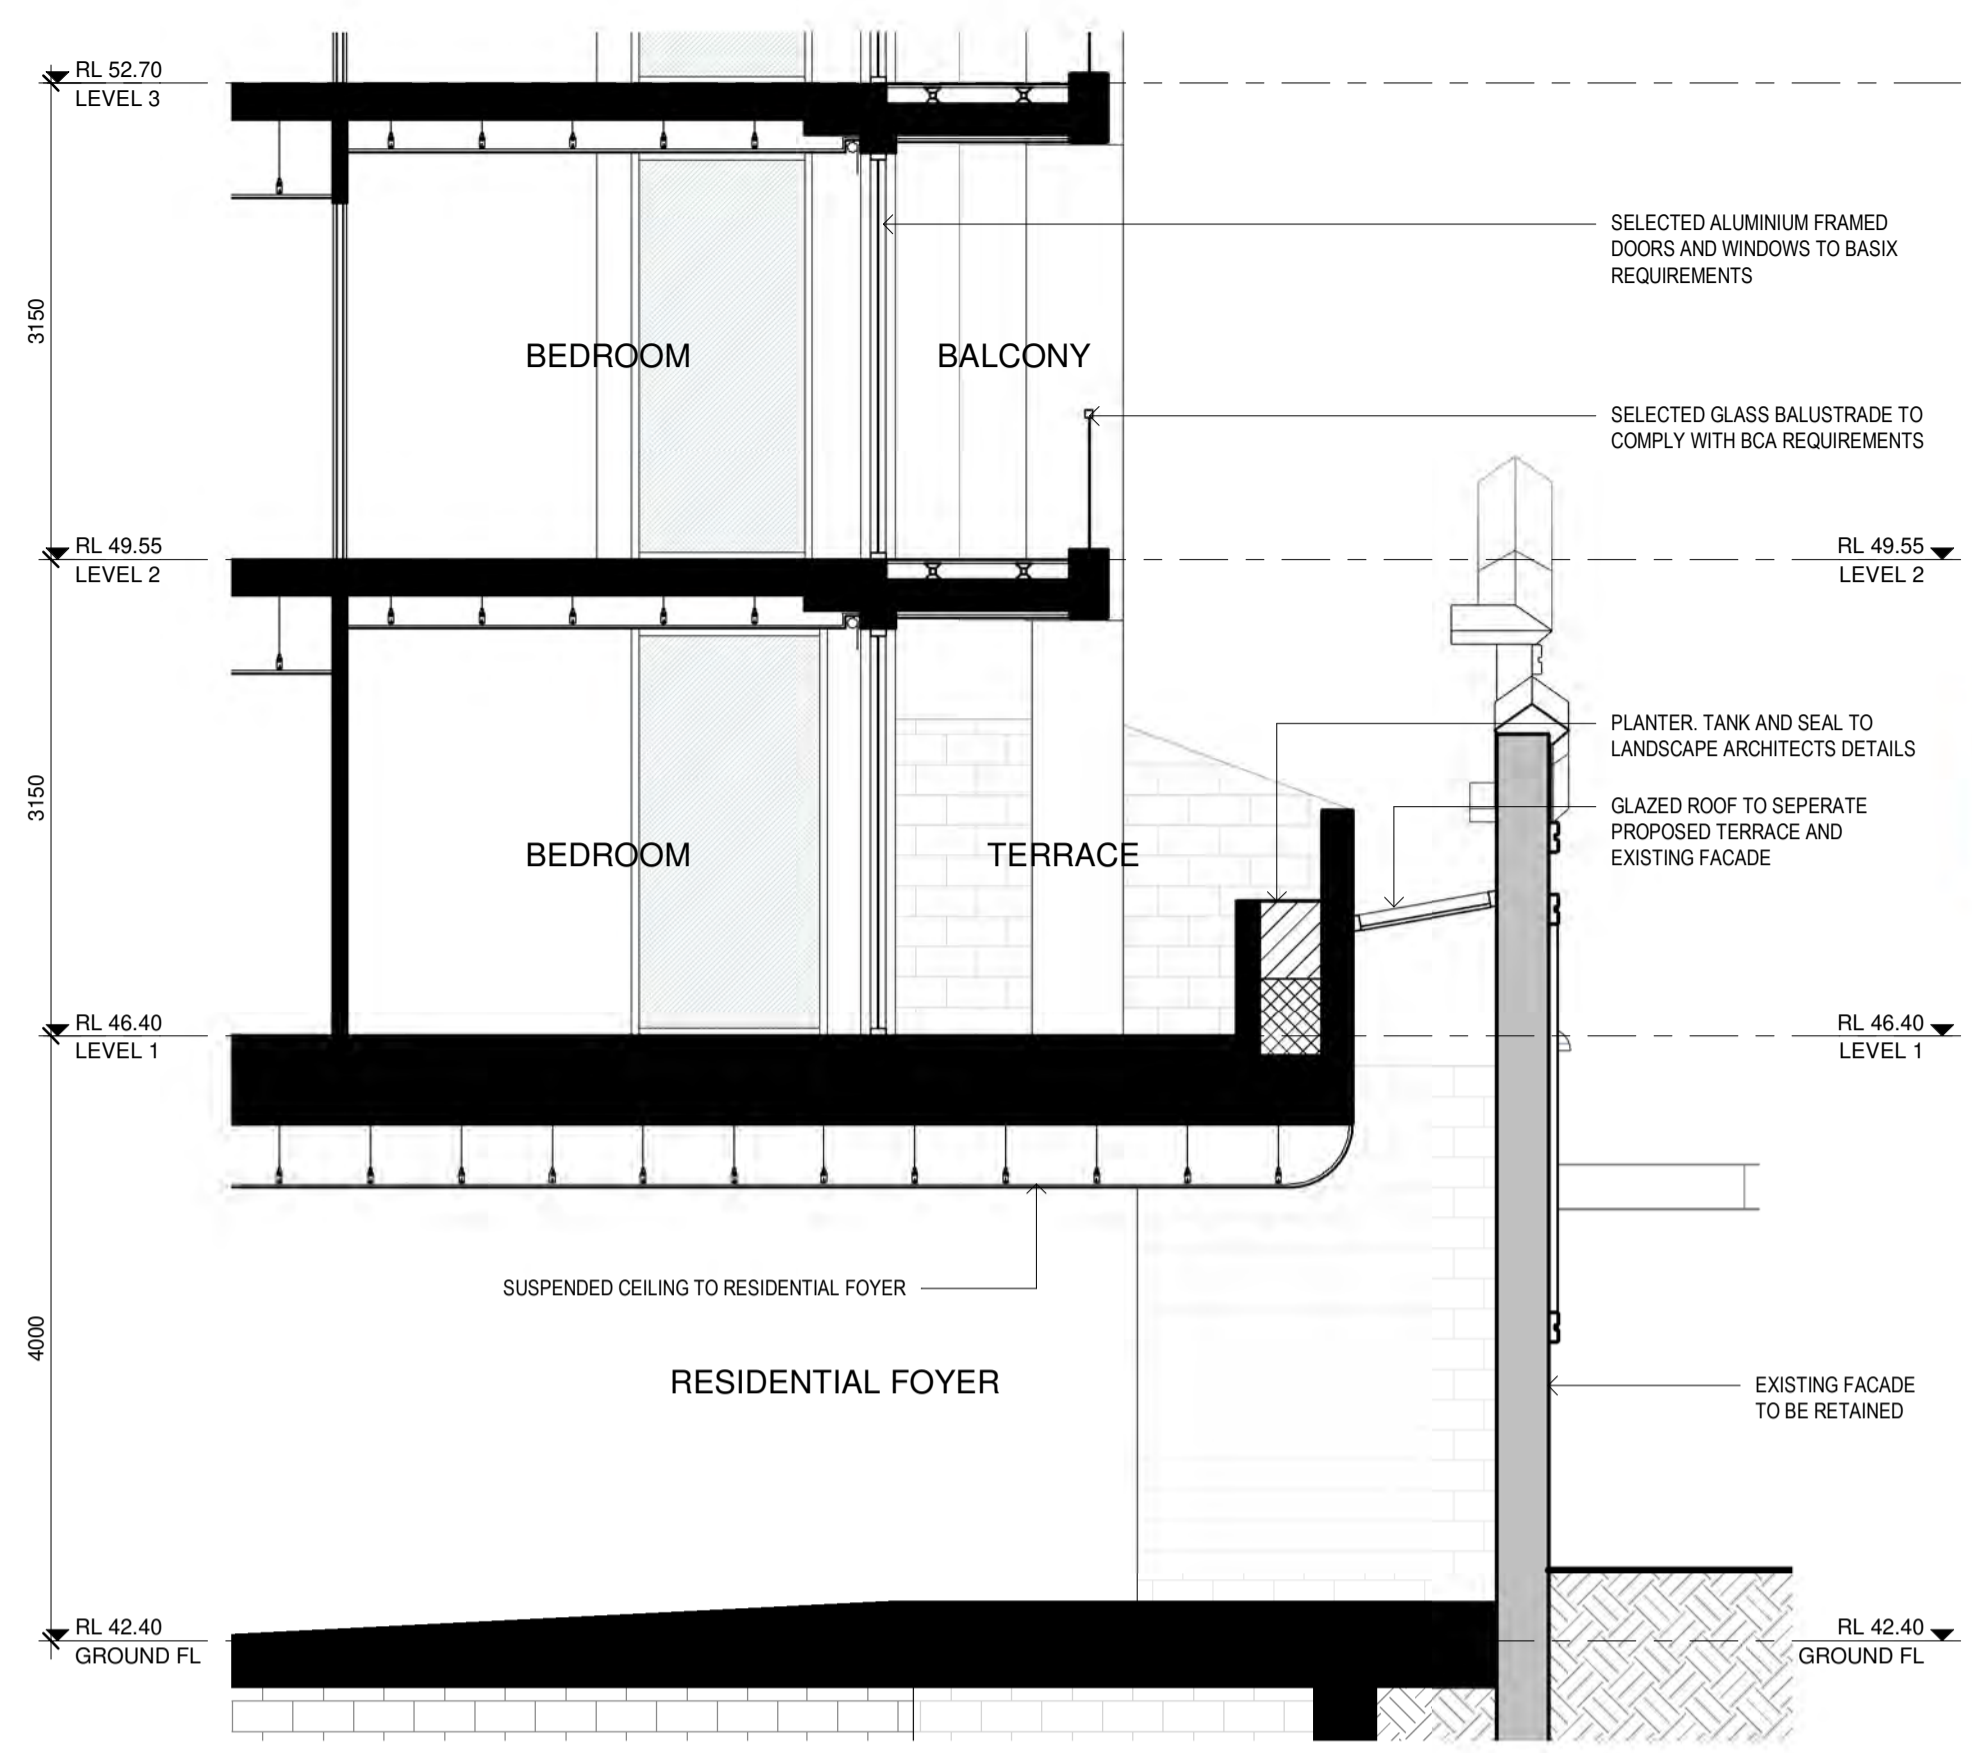 RL 52.70
LEVEL 3
SELECTED ALUMINIUM FRAMED
DOORS AND WINDOWS TO BASIX
REQUIREMENTS
3150
BEDROOM
BALCONY
SELECTED GLASS BALUSTRADE TO
COMPLY WITH BCA REQUIREMENTS
RL 49.55
LEVEL 2
RL 49.55
LEVEL 2
PLANTER. TANK AND SEAL TO
LANDSCAPE ARCHITECTS DETAILS
3150
GLAZED ROOF TO SEPERATE
PROPOSED TERRACE AND
EXISTING FACADE
BEDROOM
TERRACE
RL 46.40
LEVEL 1
RL 46.40
LEVEL 1
SUSPENDED CEILING TO RESIDENTIAL FOYER
4000
RESIDENTIAL FOYER
EXISTING FACADE
TO BE RETAINED
RL 42.40
GROUND FL
RL 42.40
GROUND FL